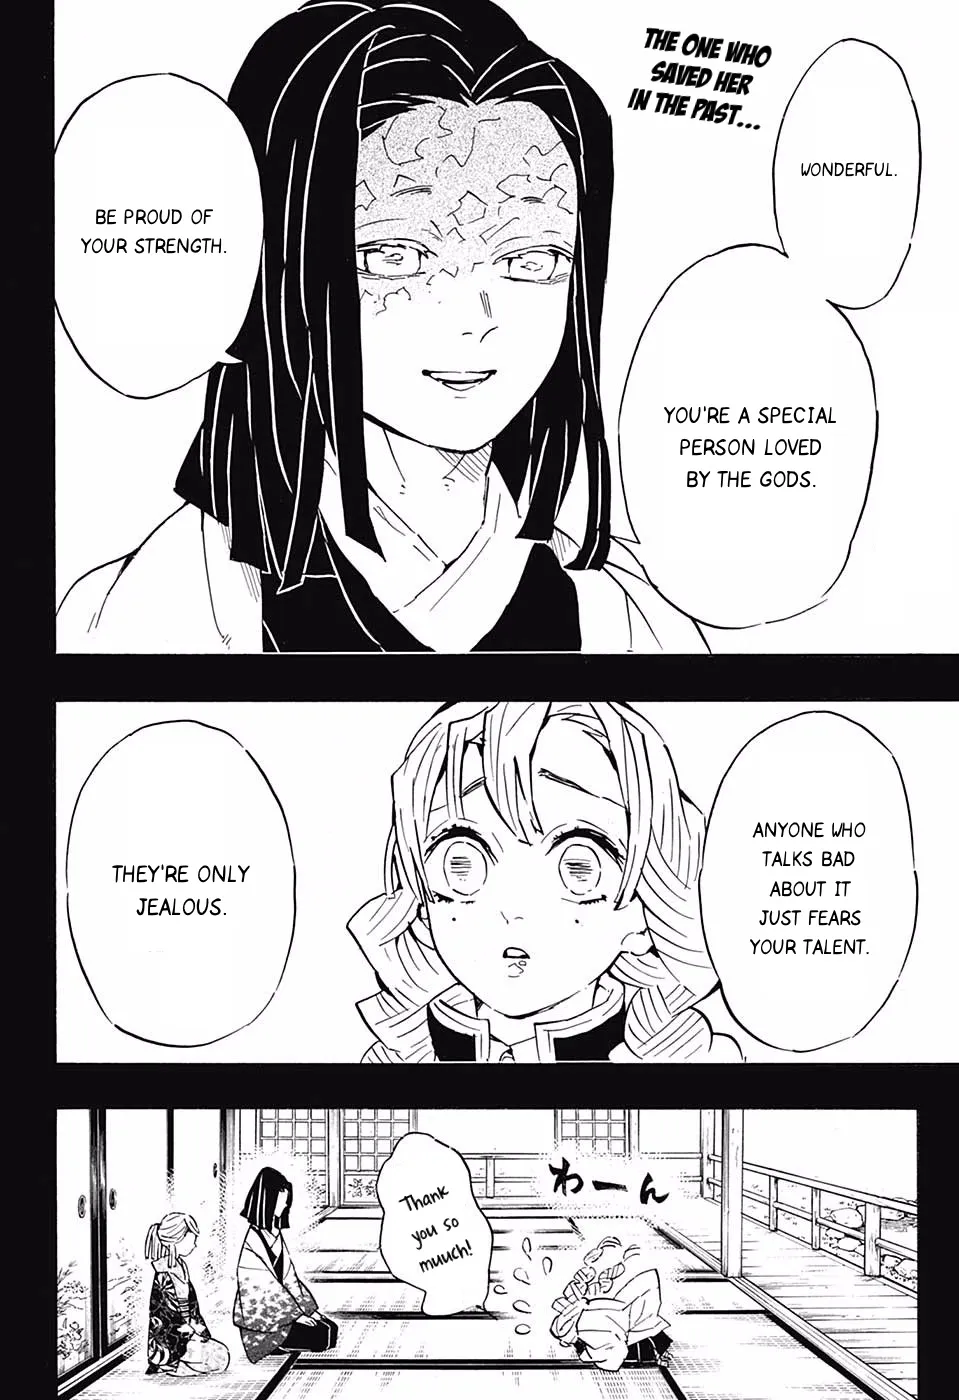 THE ONE WHO
SAVED HER
IN THE PAST...
WONDERFUL.
YOU'RE A SPECIAL
PERSON LOVED
BY THE GODS.
BE PROUD OF
YOUR STRENGTH.
ANYONE WHO
TALKS BAD
ABOUT IT
JUST FEARS
YOUR TALENT.
THEY'RE ONLY
JEALOUS.
わーん
Thank
you so
muuch!